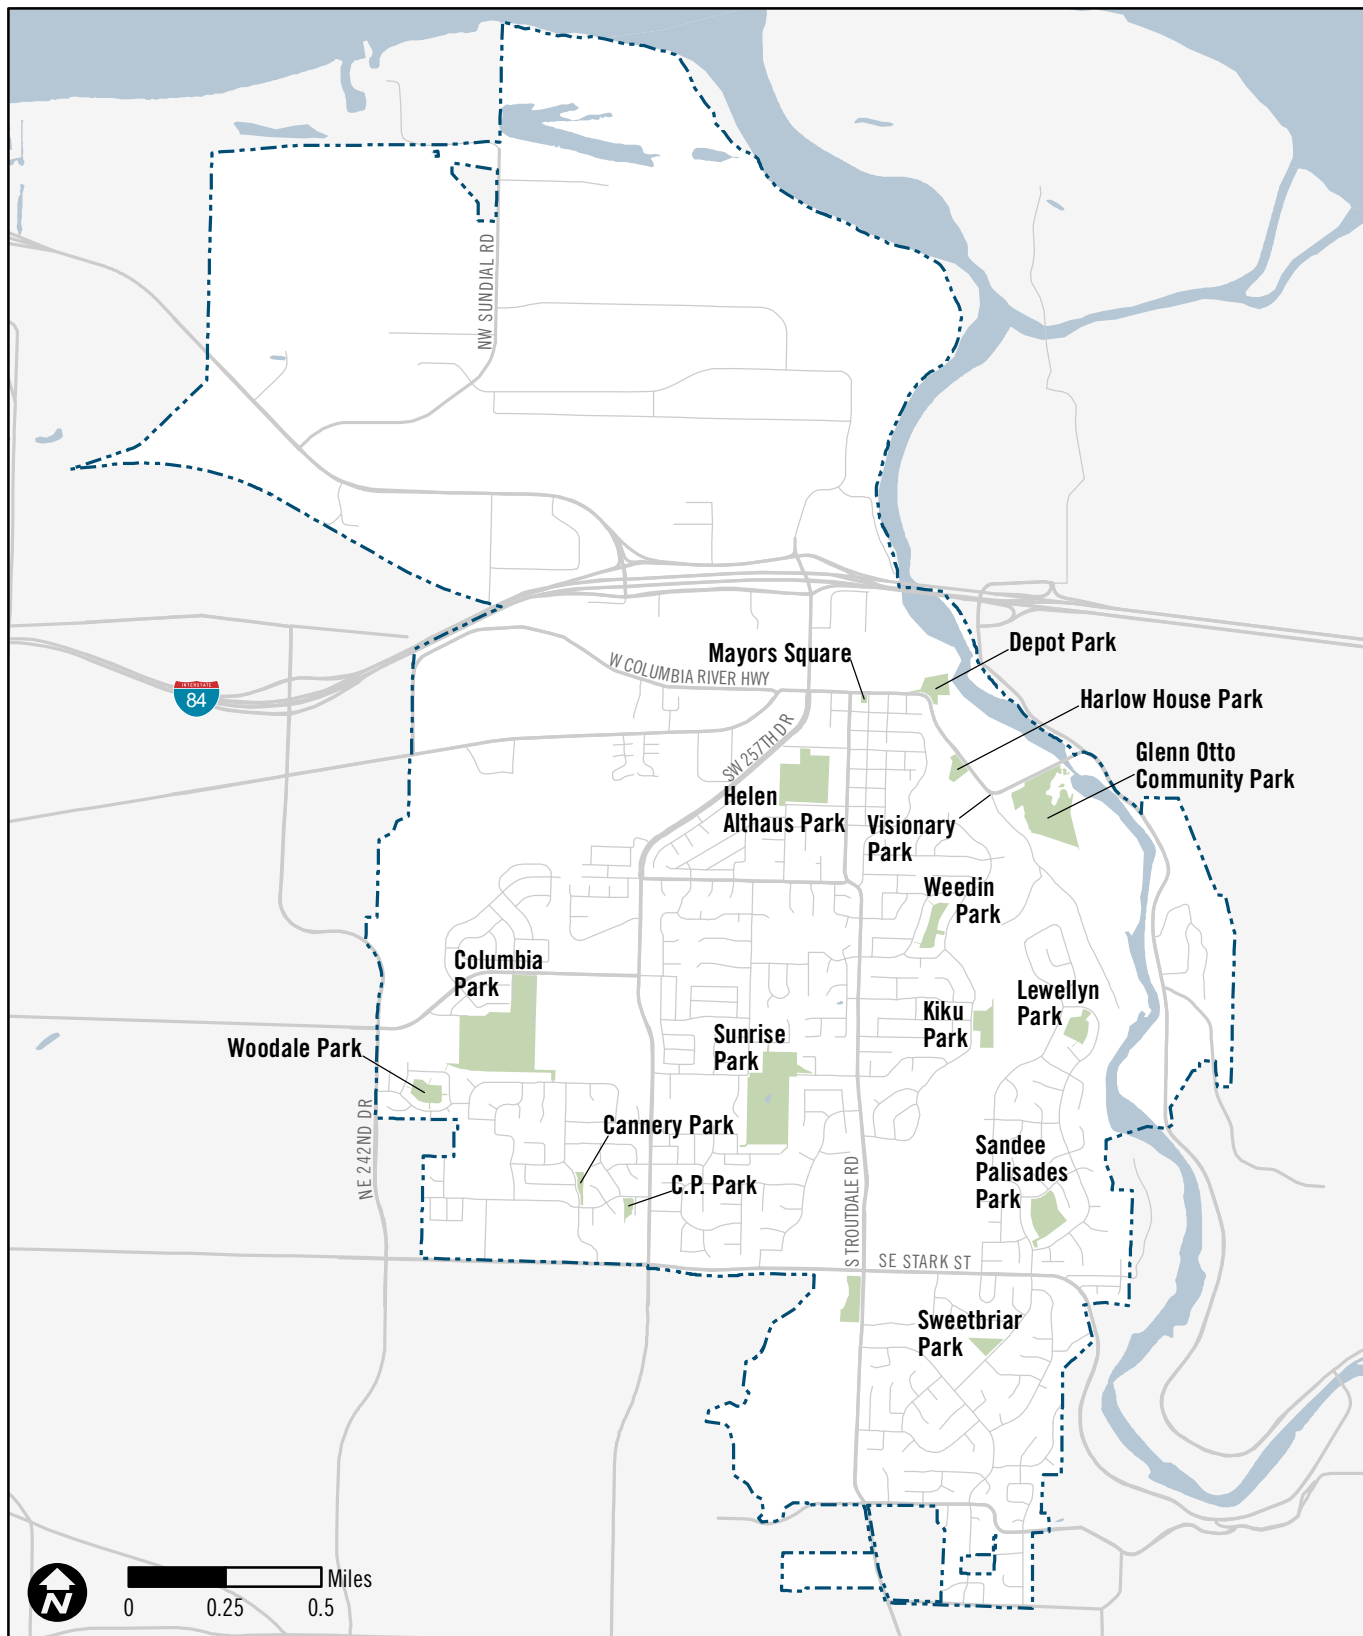 NW SUNDIAL RD
INTERSTATE
84
W COLUMBIA RIVER HWY
Mayors Square
Depot Park
Harlow House Park
Glenn Otto
Community Park
SW 257TH DR
Helen
Althaus Park
Visionary
Park
Weedin
Park
Columbia
Park
Lewellyn
Park
Kiku
Park
Sunrise
Park
Woodale Park
NE 242ND DR
Cannery Park
C.P. Park
Sandee
Palisades
Park
S TROUTDALE RD
SE STARK ST
Sweetbriar
Park
N
Miles
0 0.25 0.5